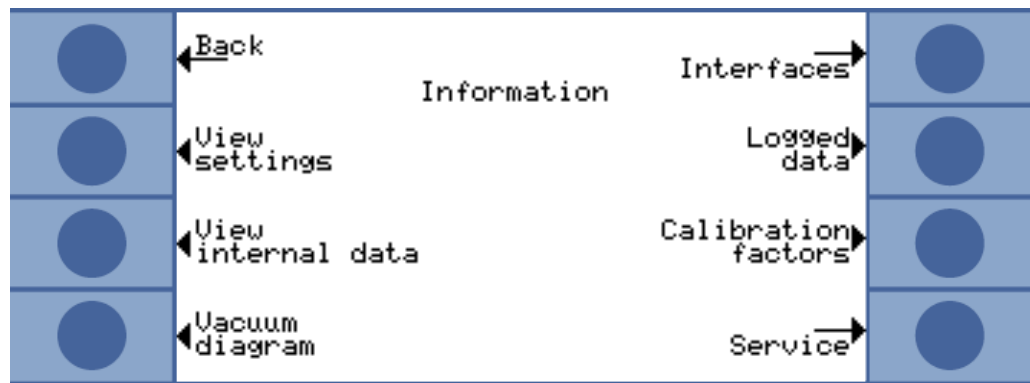 Back
Interfaces
Information
View
settings
Logged
data
View
internal data
Calibration
factors
Vacuum
diagram
Service